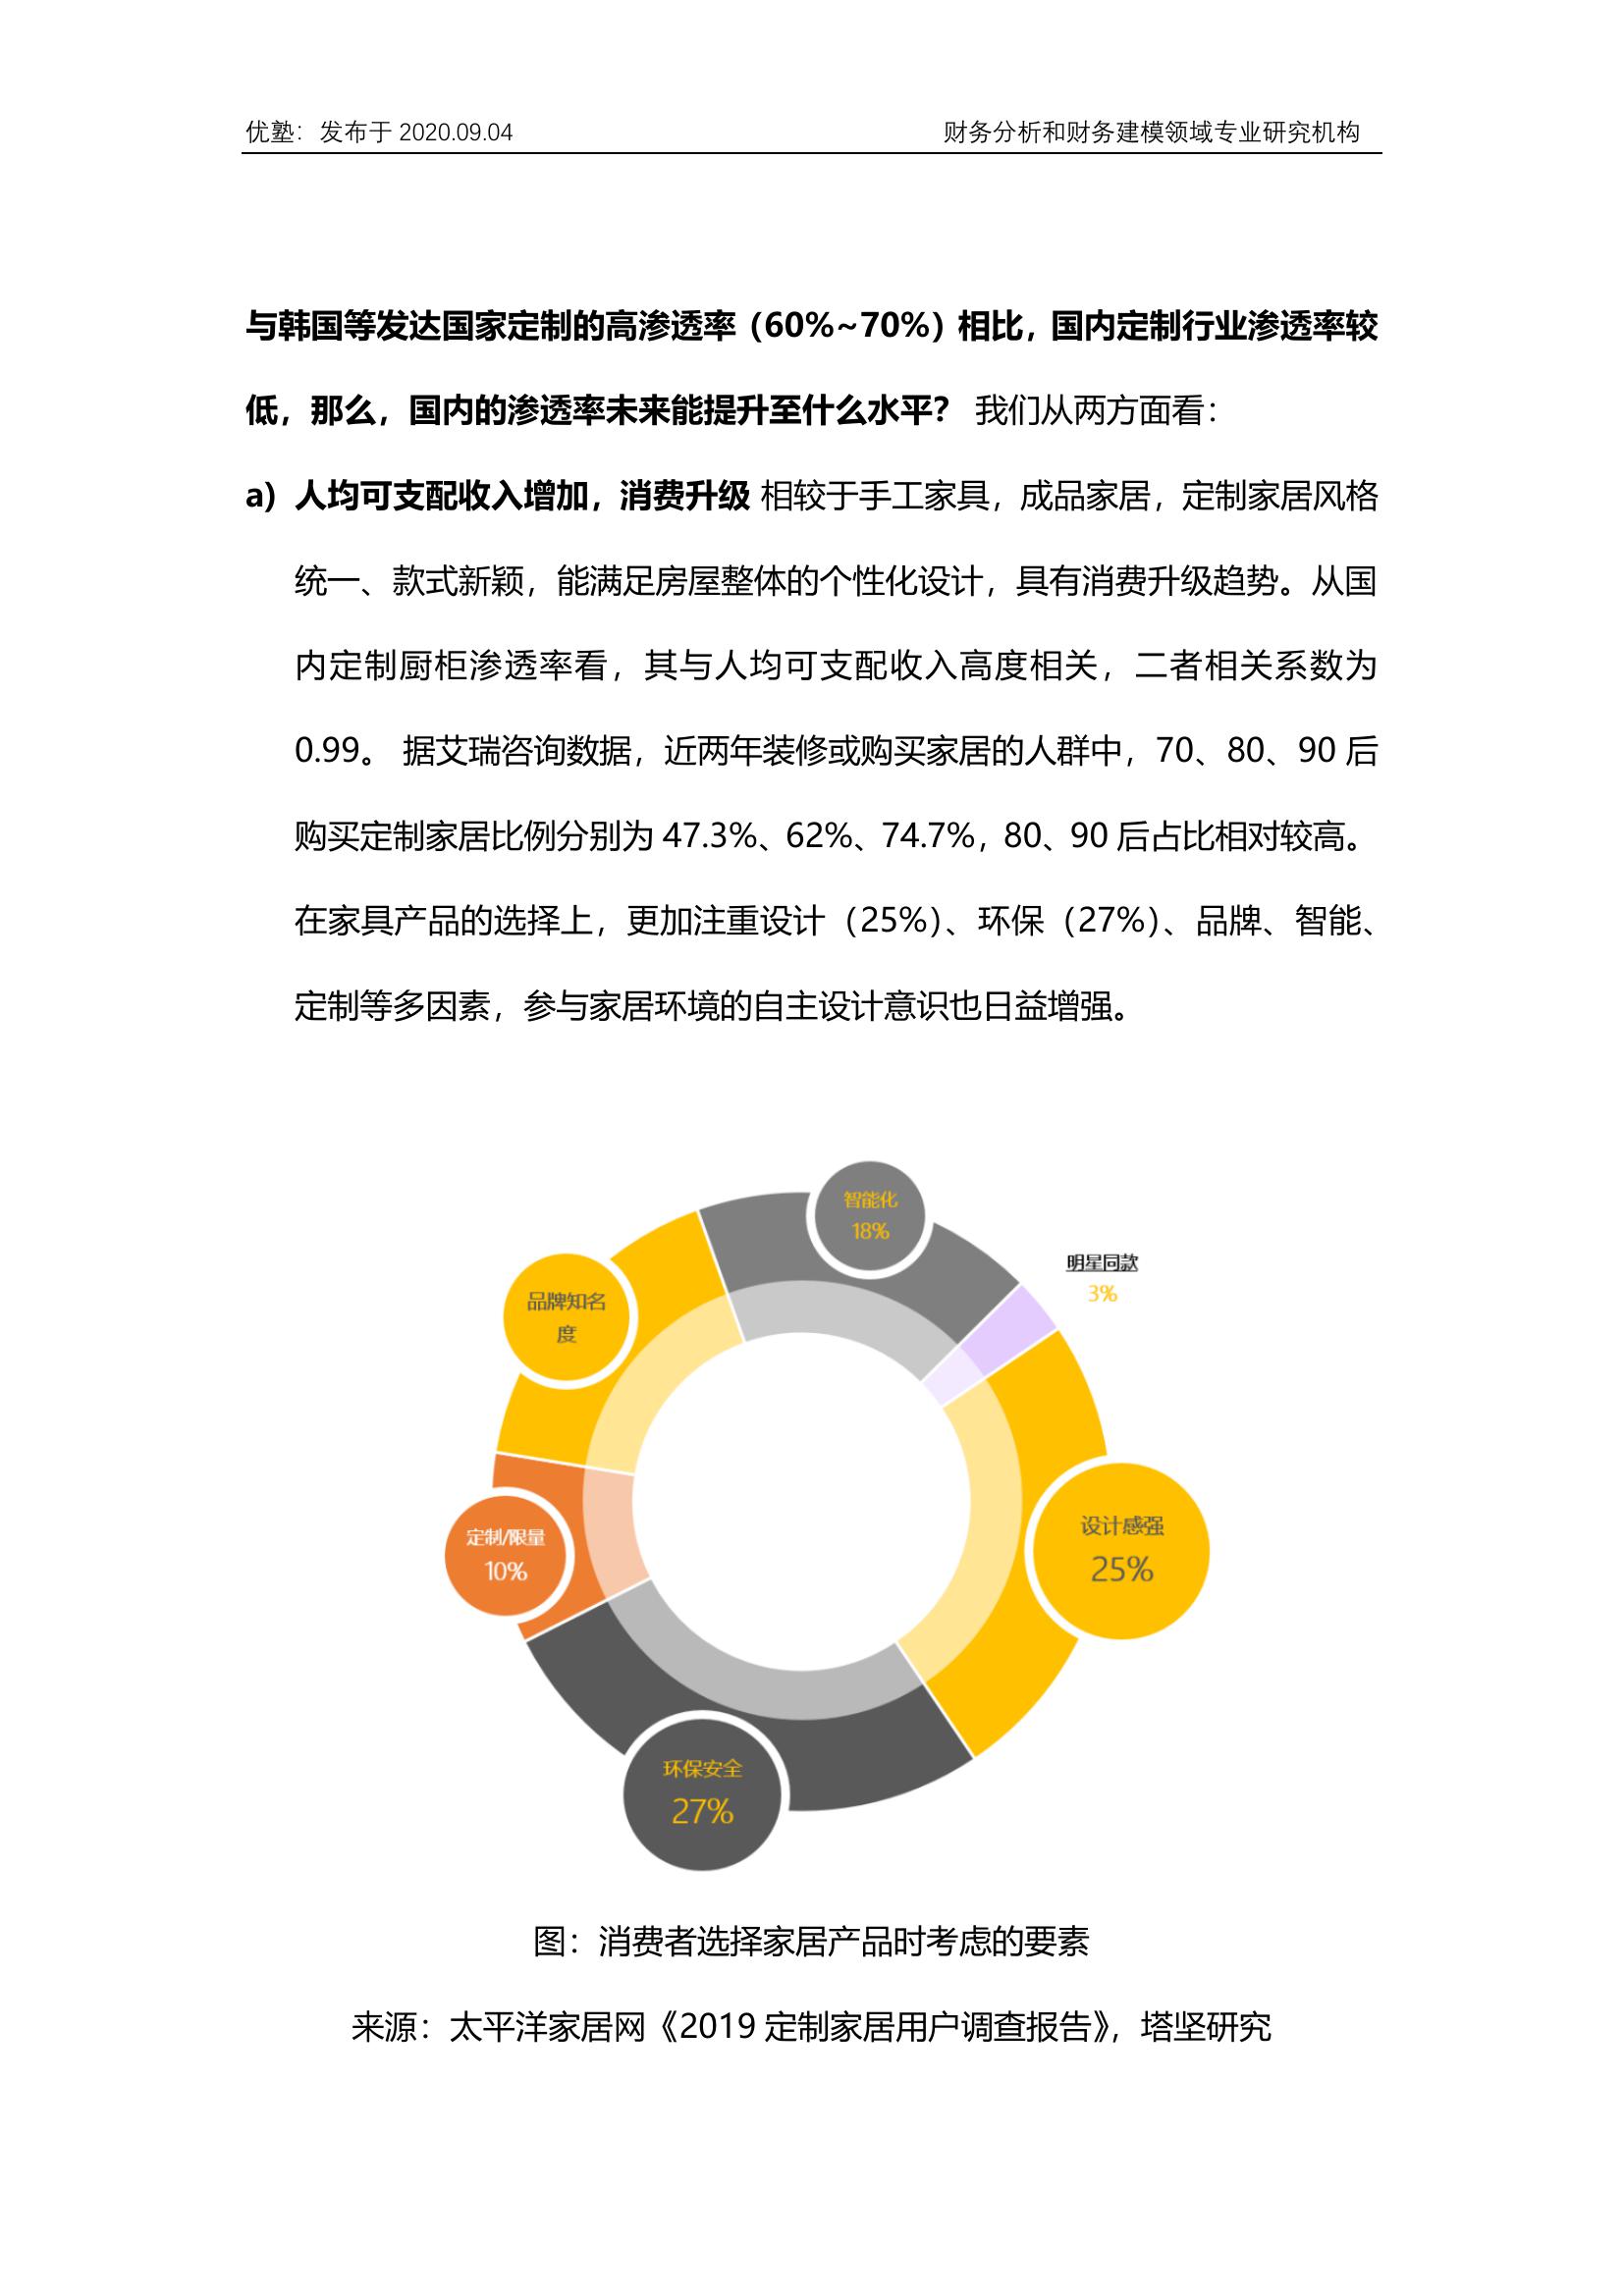 优塾：发布于 2020.09.04
财务分析和财务建模领域专业研究机构
与韩国等发达国家定制的高渗透率（60%~70%）相比，国内定制行业渗透率较
低，那么，国内的渗透率未来能提升至什么水平？ 我们从两方面看：
a) 人均可支配收入增加，消费升级 相较于手工家具，成品家居，定制家居风格
统一、款式新颖，能满足房屋整体的个性化设计，具有消费升级趋势。从国
内定制厨柜渗透率看，其与人均可支配收入高度相关，二者相关系数为
0.99。 据艾瑞咨询数据，近两年装修或购买家居的人群中，70、80、90 后
购买定制家居比例分别为 47.3%、62%、74.7%，80、90 后占比相对较高。
在家具产品的选择上，更加注重设计（25%）、环保（27%）、品牌、智能、
定制等多因素，参与家居环境的自主设计意识也日益增强。
智能化
18%
明星同款
3%
品牌知名
度
设计感强
25%
定制/限量
10%
环保安全
27%
图：消费者选择家居产品时考虑的要素
来源：太平洋家居网《2019 定制家居用户调查报告》，塔坚研究